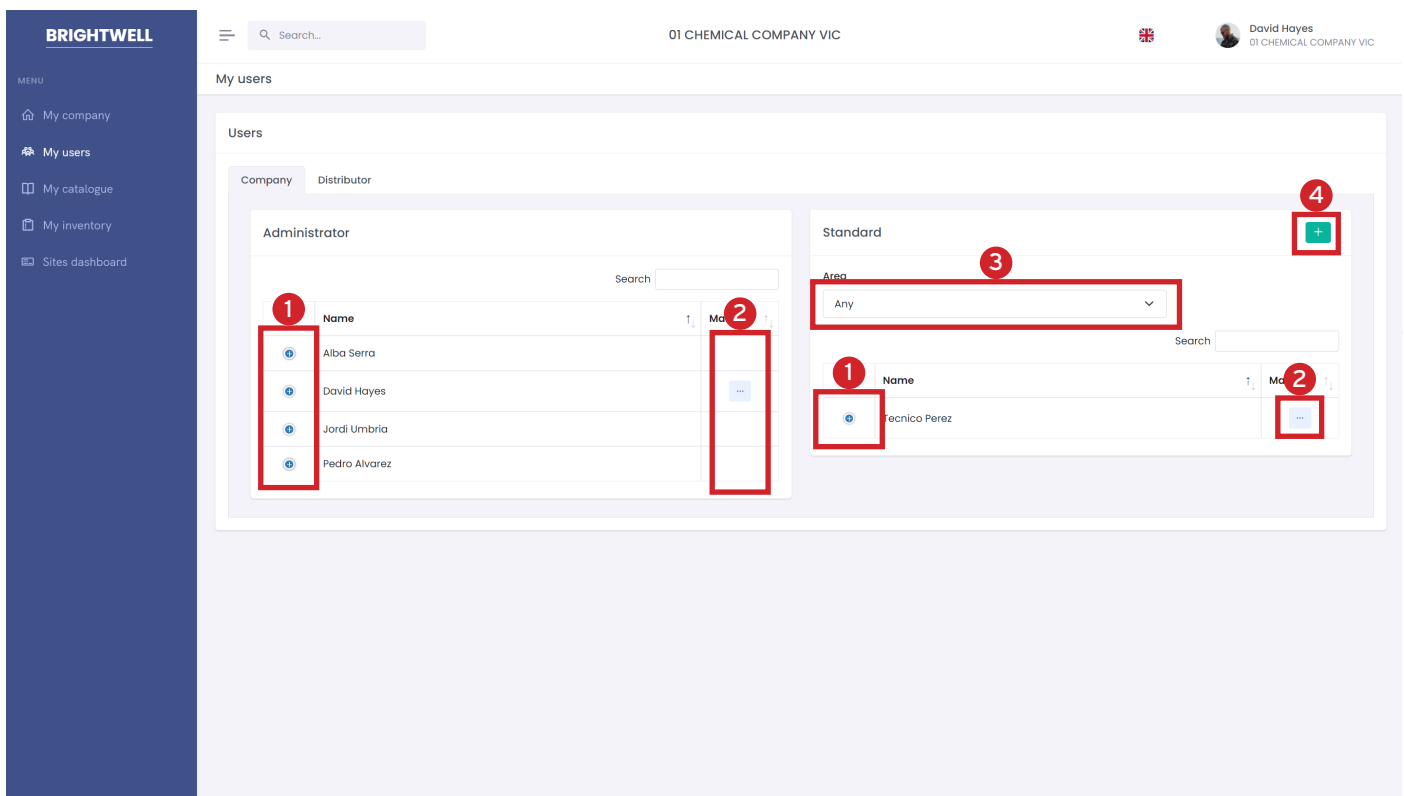 BRIGHTWELL
Search...
01 CHEMICAL COMPANY VIC
David Hayes
01 CHEMICAL COMPANY VIC
MENU
My company
My users
My catalogue
My inventory
Sites dashboard
My users
Users
Company Distributor
Administrator
Search
1
2
Name Ma
Alba Serra
David Hayes
...
Jordi Umbria
Pedro Alvarez
4
Standard
+
3
Area
Any
Search
1
2
Name Ma
Tecnico Perez
...